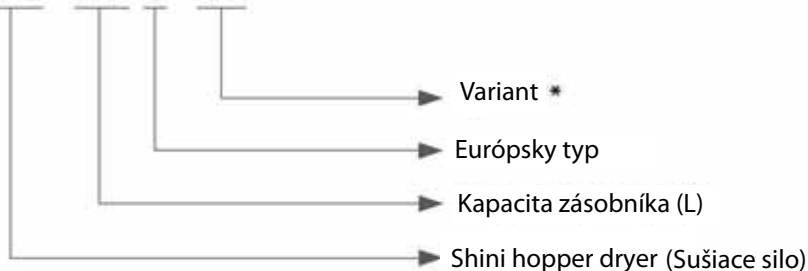 Variant *
Európsky typ
Kapacita zásobníka (L)
Shini hopper dryer (Sušiace silo)